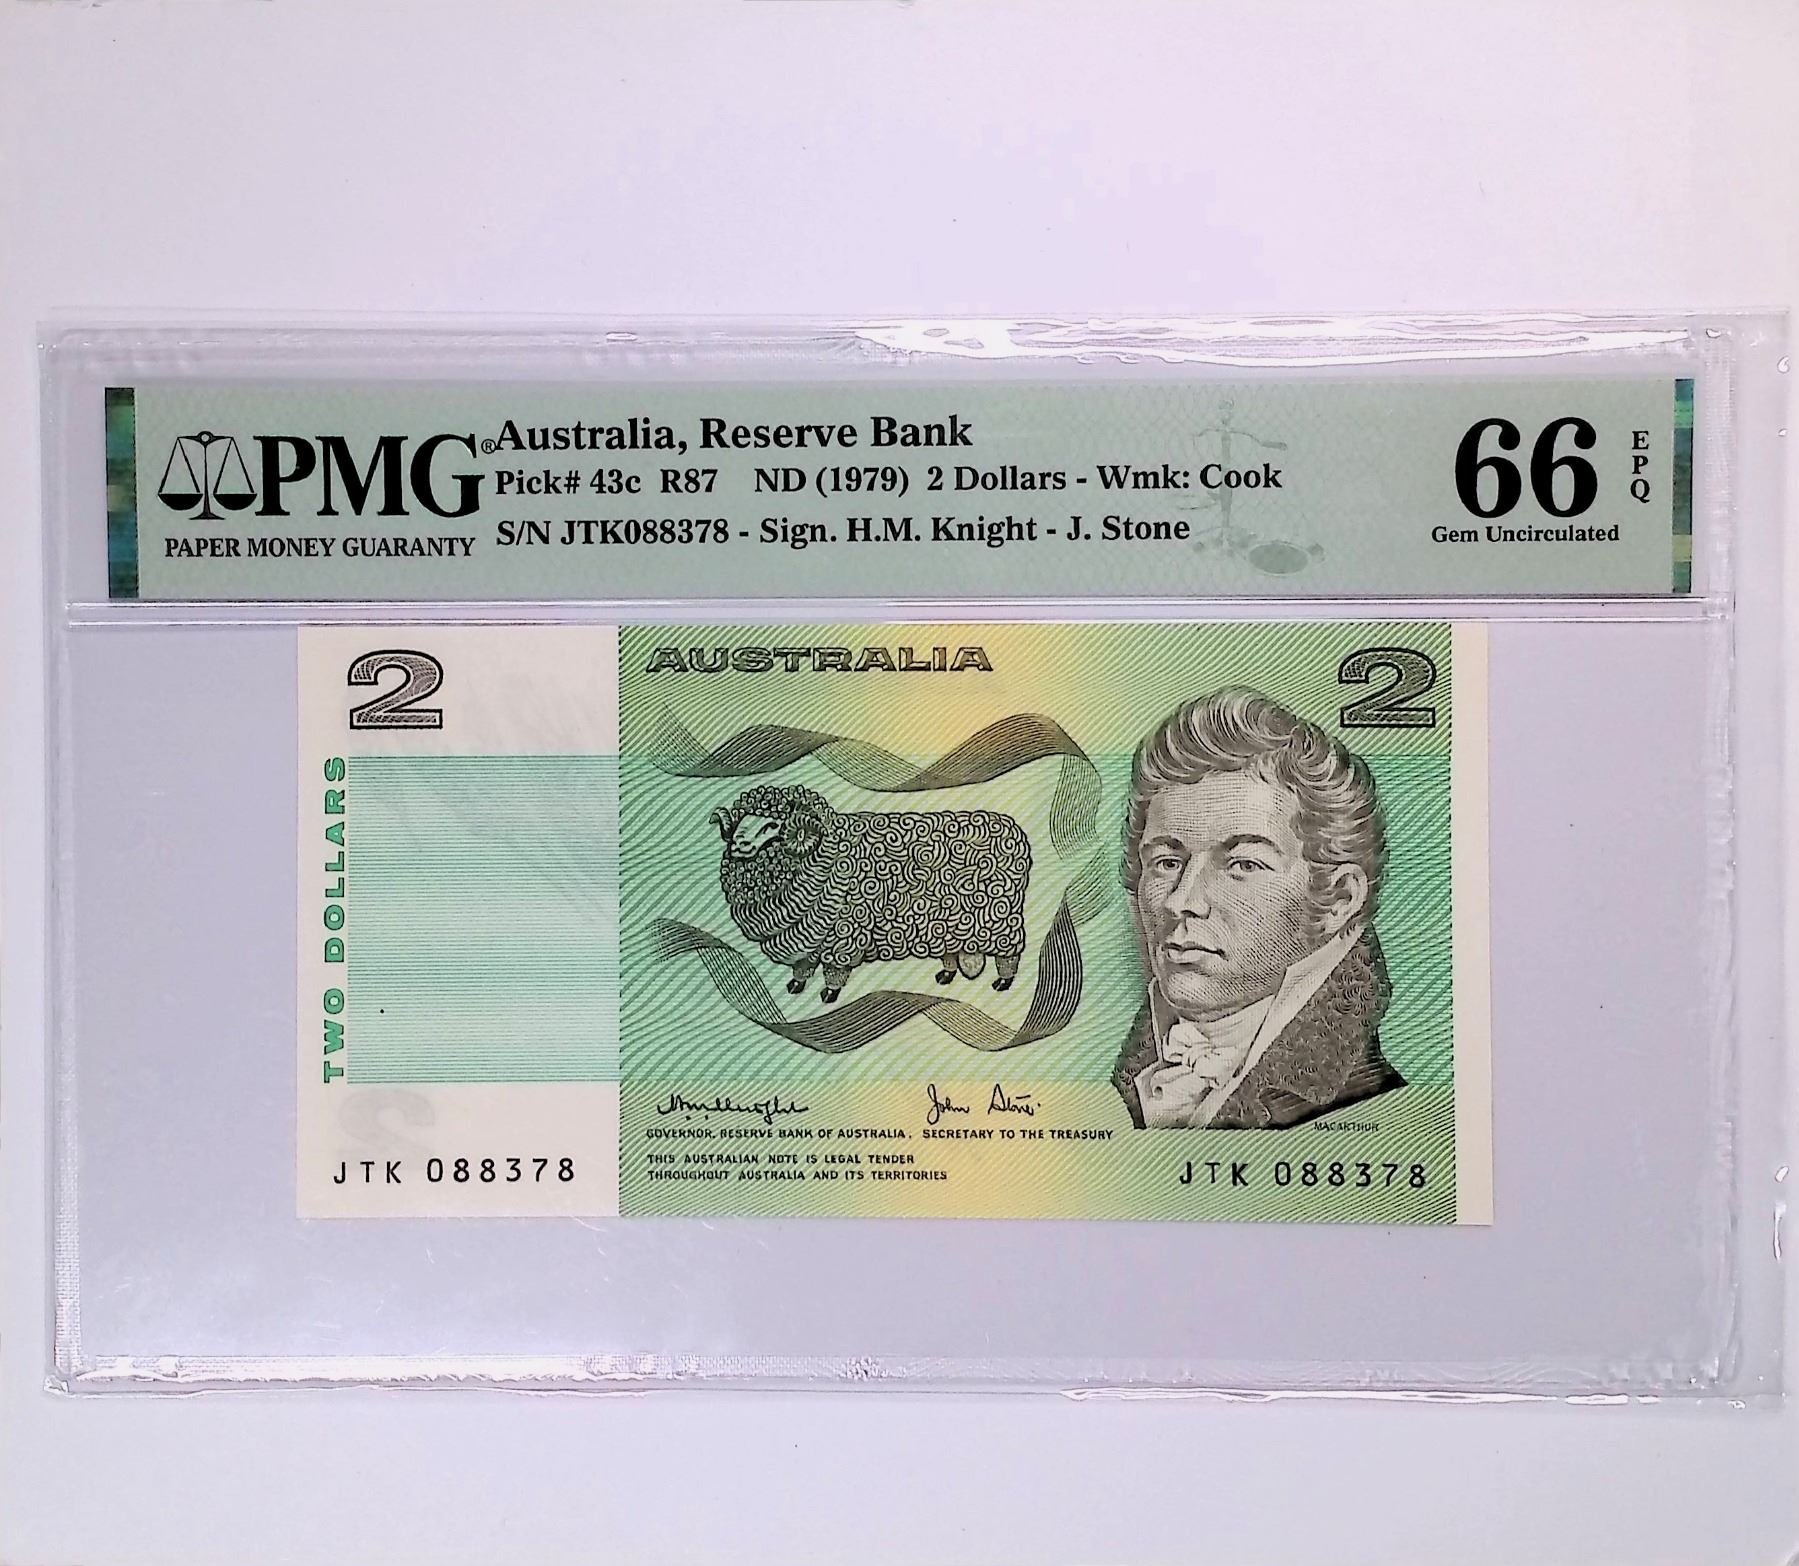 PMG®
PAPER MONEY GUARANTY
Australia, Reserve Bank
Pick# 43c R87 ND (1979) 2 Dollars - Wmk: Cook
S/N JTK088378 - Sign. H.M. Knight - J. Stone
66
EPQ
Gem Uncirculated
2
AUSTRALIA
2
TWO DOLLARS
John Stone
GOVERNOR, RESERVE BANK OF AUSTRALIA. SECRETARY TO THE TREASURY
MACARTHUR
THIS AUSTRALIAN NOTE IS LEGAL TENDER
THROUGHOUT AUSTRALIA AND ITS TERRITORIES
JTK 088378
JTK 088378